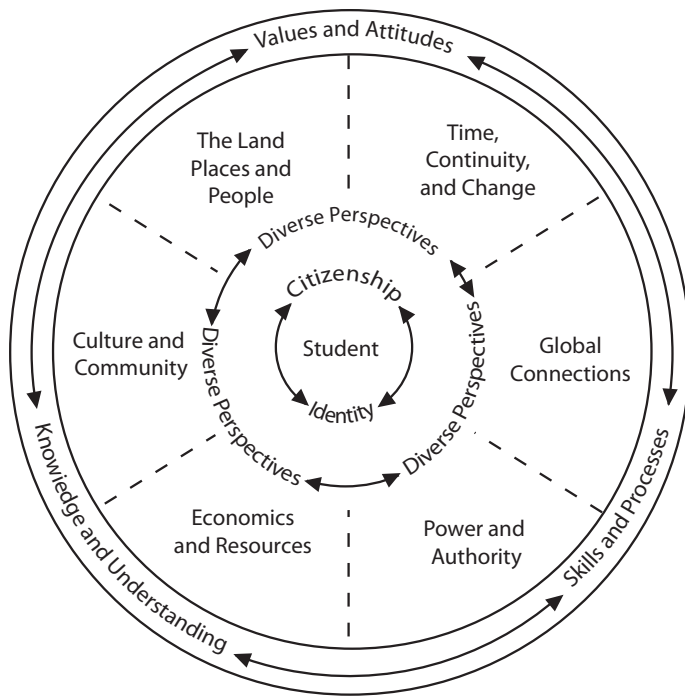 Values and Attitudes
The Land
Places and
People
Time,
Continuity,
and Change
Diverse Perspectives
Citizenship
Culture and
Community
Diverse Perspectives
Student
Diverse Perspectives
Global
Connections
Identity
Economics
and Resources
Power and
Authority
Knowledge and Understanding
Skills and Processes